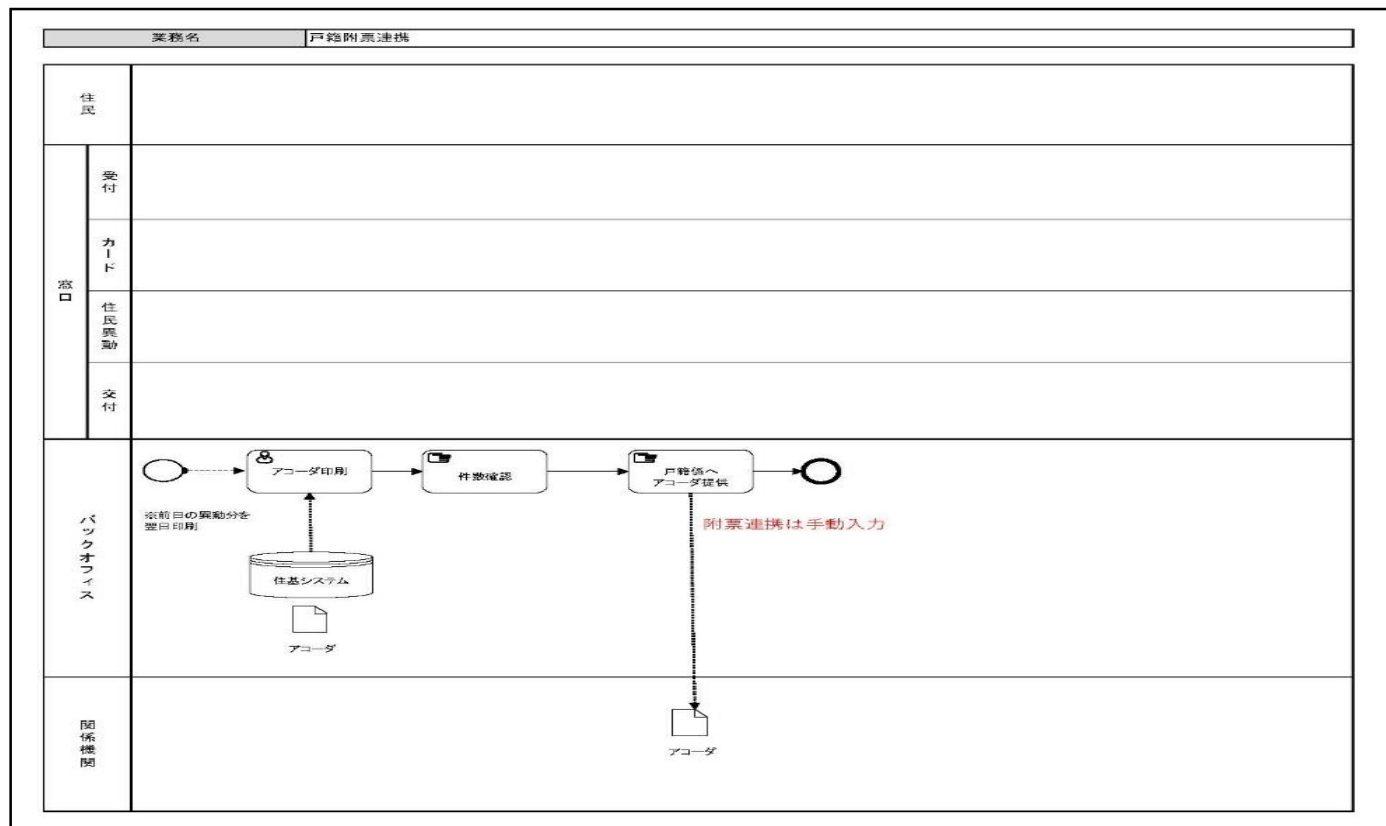 業務名
戸籍附票連携
住民
窓口
受付
カード
住民異動
交付
バックオフィス
アコーダ印刷
件数確認
戸籍係へ
アコーダ提供
※前日の異動分を
翌日印刷
附票連携は手動入力
住基システム
アコーダ
関係機関
アコーダ